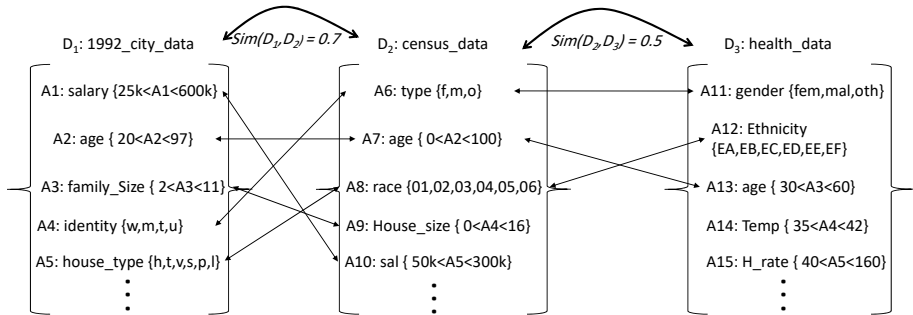 Sim(D₁,D₂) = 0.7
Sim(D₂,D₃) = 0.5
D₁: 1992_city_data
D₂: census_data
D₃: health_data
A1: salary {25k<A1<600k}
A2: age { 20<A2<97}
A3: family_Size { 2<A3<11}
A4: identity {w,m,t,u}
A5: house_type {h,t,v,s,p,l}
A6: type {f,m,o}
A7: age { 0<A2<100}
A8: race {01,02,03,04,05,06}
A9: House_size { 0<A4<16}
A10: sal { 50k<A5<300k}
A11: gender {fem,mal,oth}
A12: Ethnicity
{EA,EB,EC,ED,EE,EF}
A13: age { 30<A3<60}
A14: Temp { 35<A4<42}
A15: H_rate { 40<A5<160}